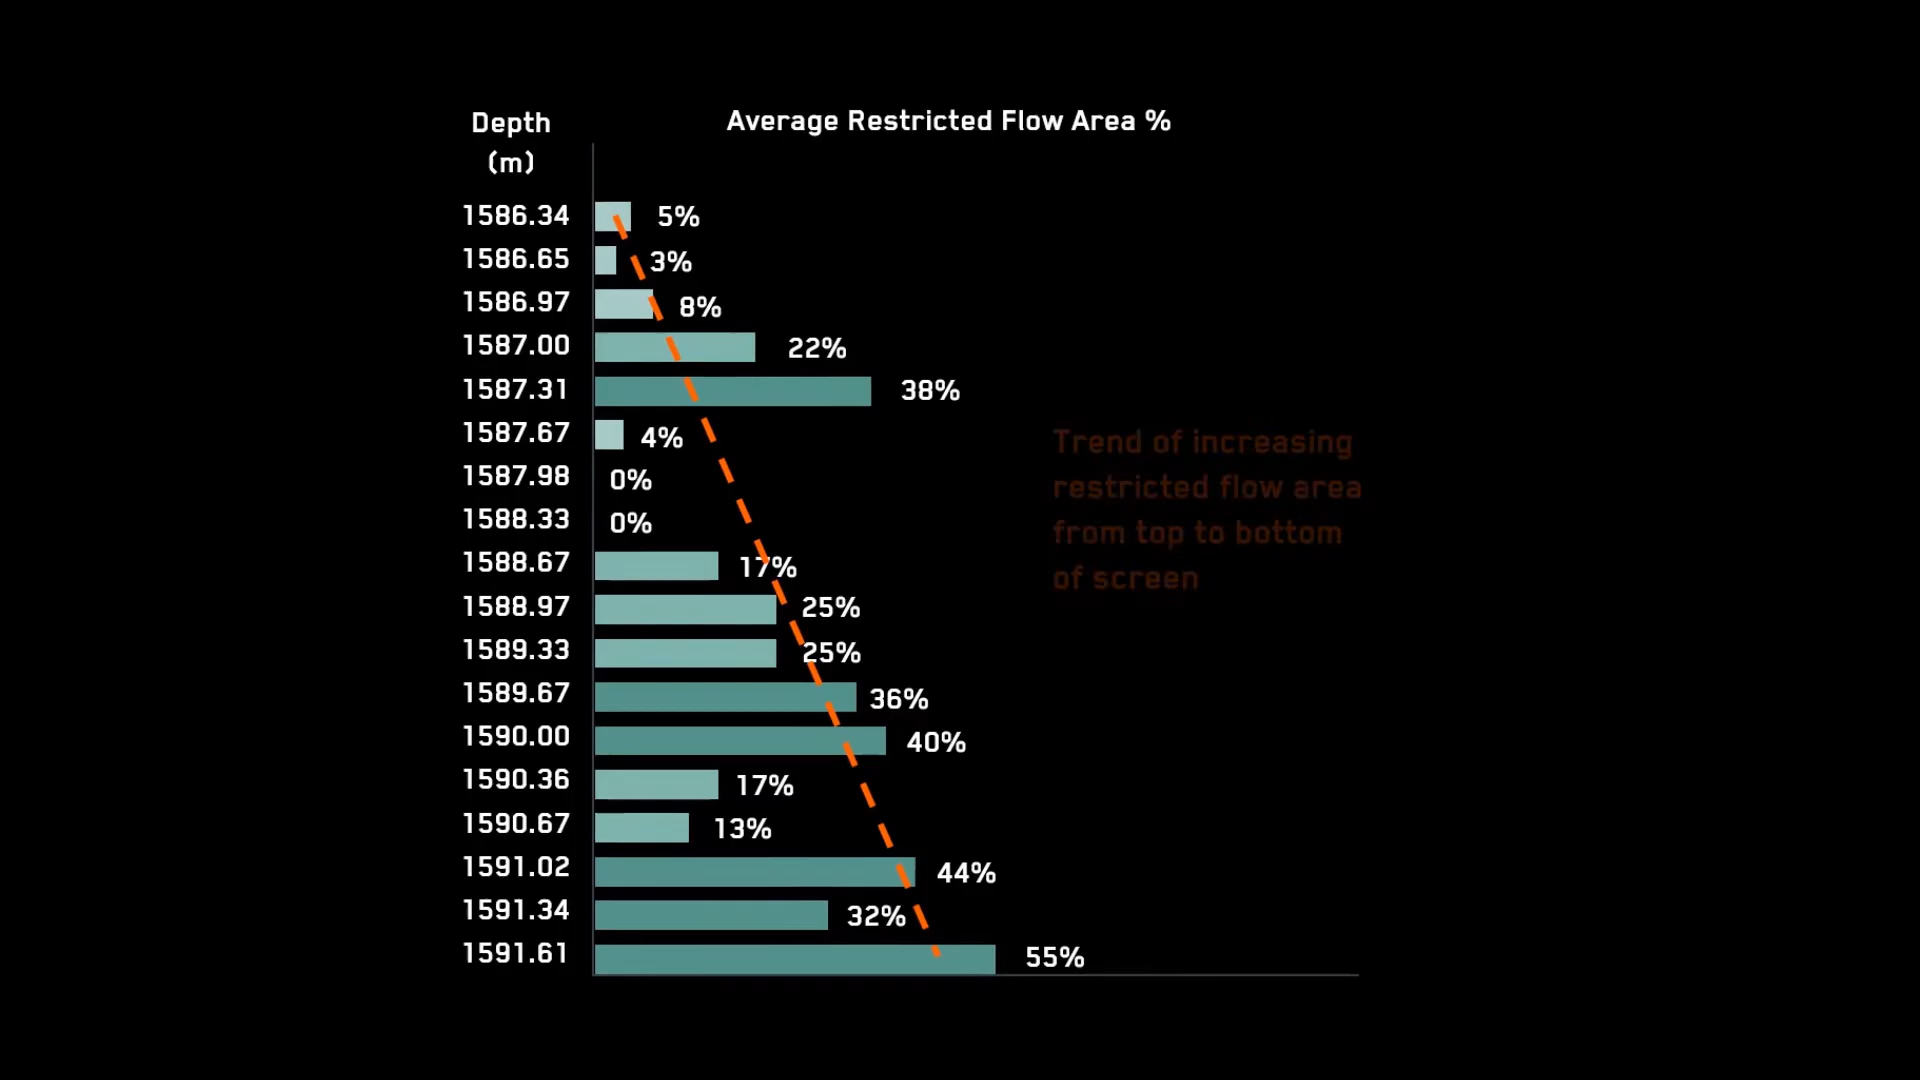 Depth
(m)
Average Restricted Flow Area %
1586.34 5%
1586.65 3%
1586.97 8%
1587.00 22%
1587.31 38%
1587.67 4%
1587.98 0%
1588.33 0%
1588.67 17%
1588.97 25%
1589.33 25%
1589.67 36%
1590.00 40%
1590.36 17%
1590.67 13%
1591.02 44%
1591.34 32%
1591.61 55%
Trend of increasing
restricted flow area
from top to bottom
of screen